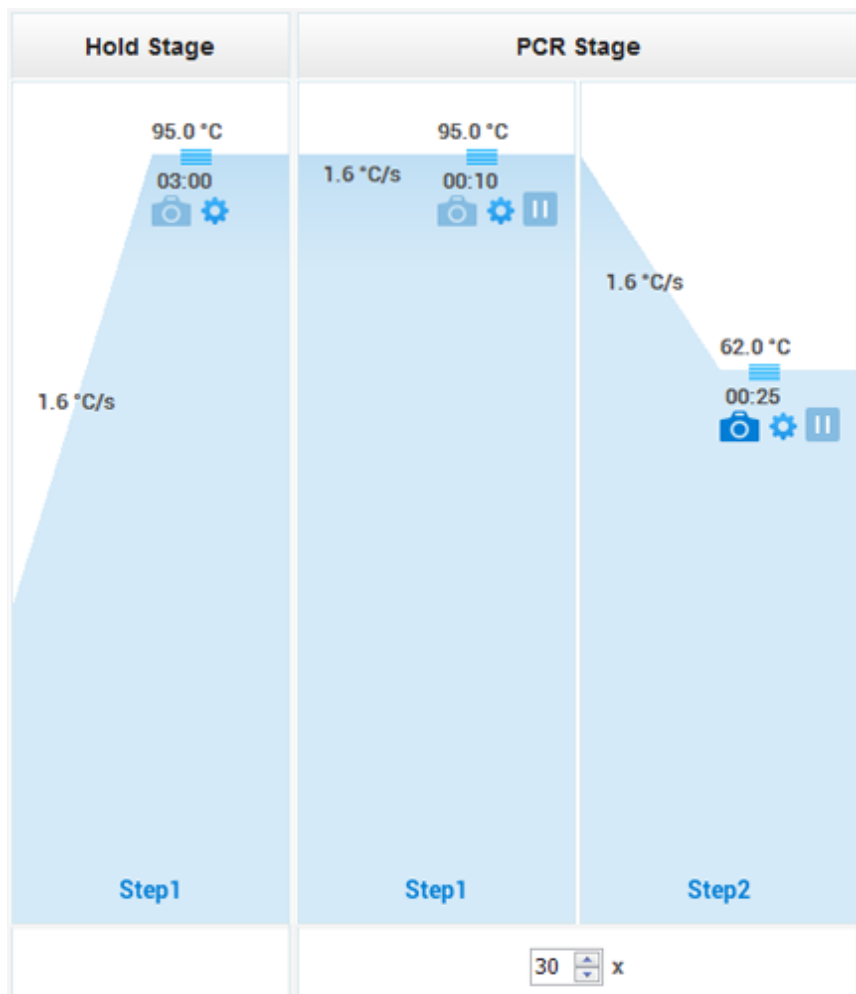 Hold Stage
PCR Stage
95.0 °C
03:00
1.6 °C/s
Step1
95.0 °C
1.6 °C/s
00:10
Step1
1.6 °C/s
62.0 °C
00:25
Step2
30 x